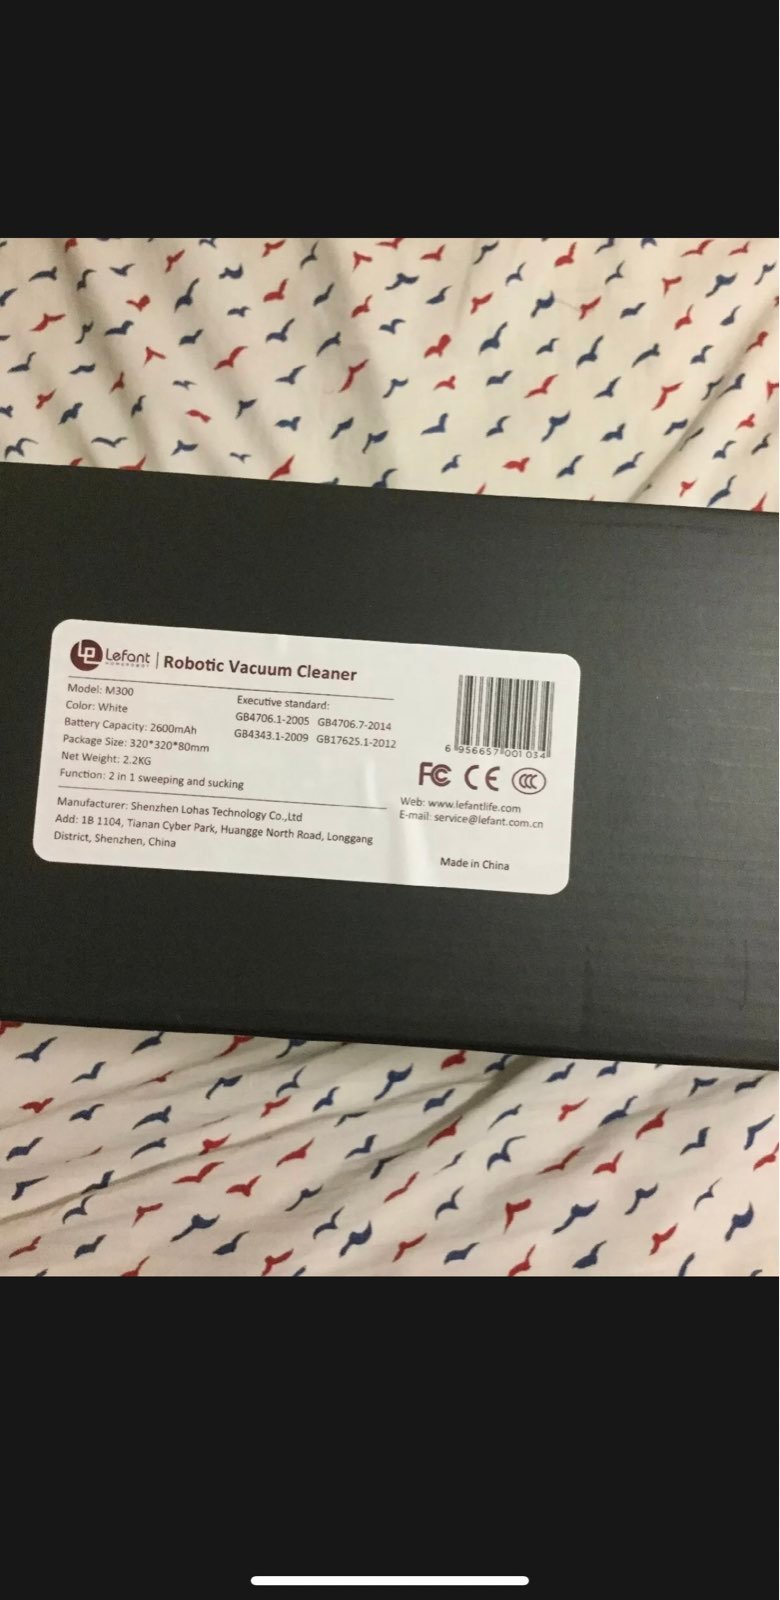 Lefant | Robotic Vacuum Cleaner
HOMEROBOT
Model: M300
Color: White
Battery Capacity: 2600mAh
Package Size: 320*320*80mm
Net Weight: 2.2KG
Function: 2 in 1 sweeping and sucking
Executive standard:
GB4706.1-2005 GB4706.7-2014
GB4343.1-2009 GB17625.1-2012
6 956657 001034
FC CE CCC
Manufacturer: Shenzhen Lohas Technology Co.,Ltd
Add: 1B 1104, Tianan Cyber Park, Huangge North Road, Longgang
District, Shenzhen, China
Web: www.lefantlife.com
E-mail: service@lefant.com.cn
Made in China